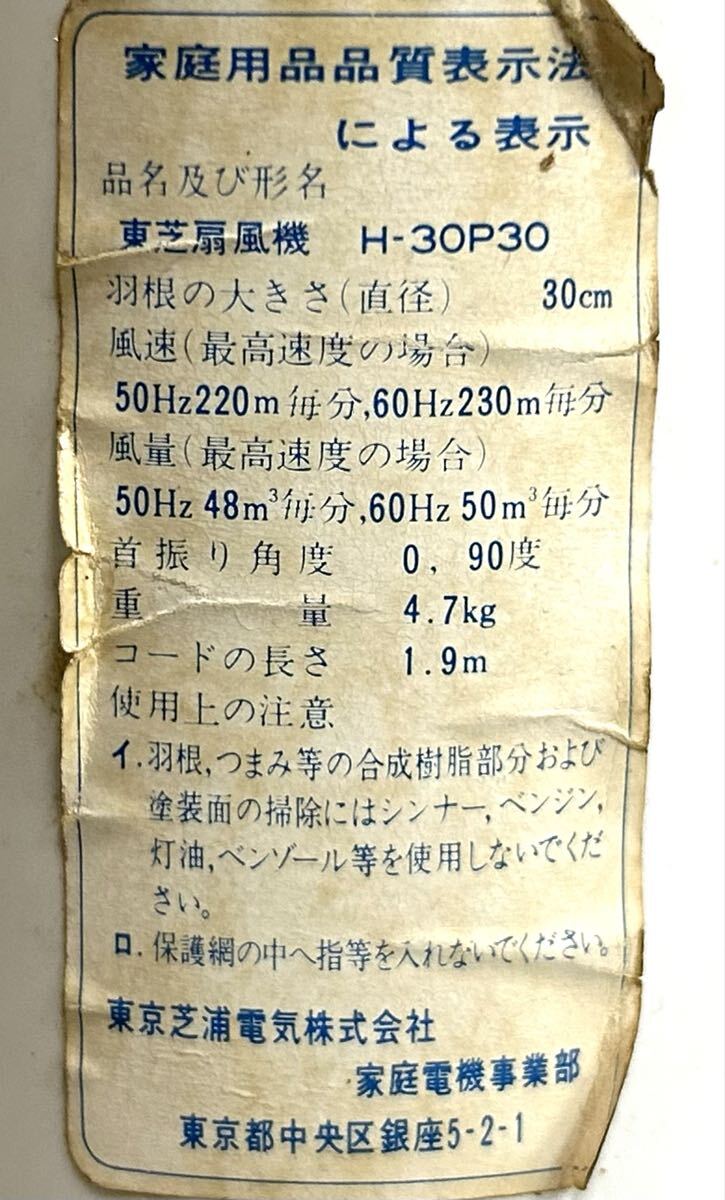 家庭用品品質表示法
による表示
品名及び形名
東芝扇風機 H-30P30
羽根の大きさ(直径) 30cm
風速(最高速度の場合)
50Hz220m毎分,60Hz230m毎分
風量(最高速度の場合)
50Hz 48m³毎分,60Hz 50m³毎分
首振り角度 0, 90度
重量 4.7kg
コードの長さ 1.9m
使用上の注意
イ.羽根,つまみ等の合成樹脂部分および
塗装面の掃除にはシンナー,ベンジン,
灯油,ベンゾール等を使用しないでくだ
さい。
ロ.保護網の中へ指等を入れないでください。
東京芝浦電気株式会社
家庭電機事業部
東京都中央区銀座5-2-1